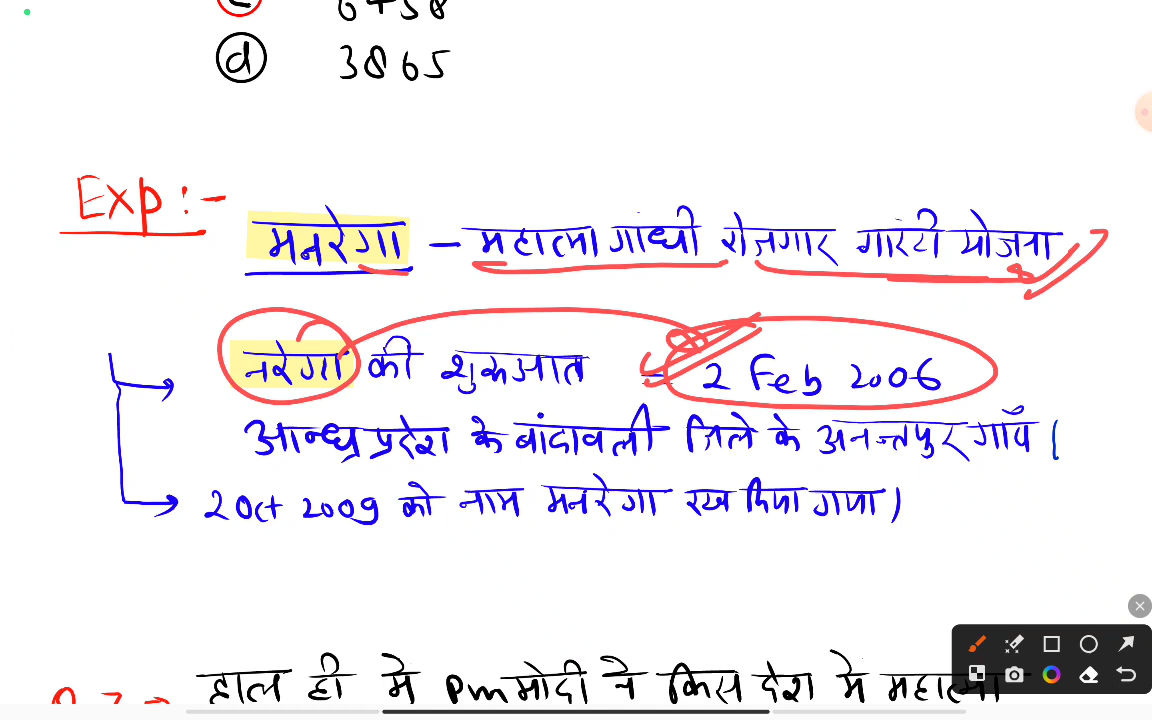 d 3865
Exp:-
मनरेगा - महात्मा गांधी रोजगार गारंटी योजना
नरेगा की शुरुआत - 2 Feb 2006
आन्ध्र प्रदेश के बांदावली जिले के अनन्तपुर गाँव।
2 Oct 2009 को नाम मनरेगा रख दिया गया।
हाल ही मे pm मोदी ने किस देश मे महात्मा